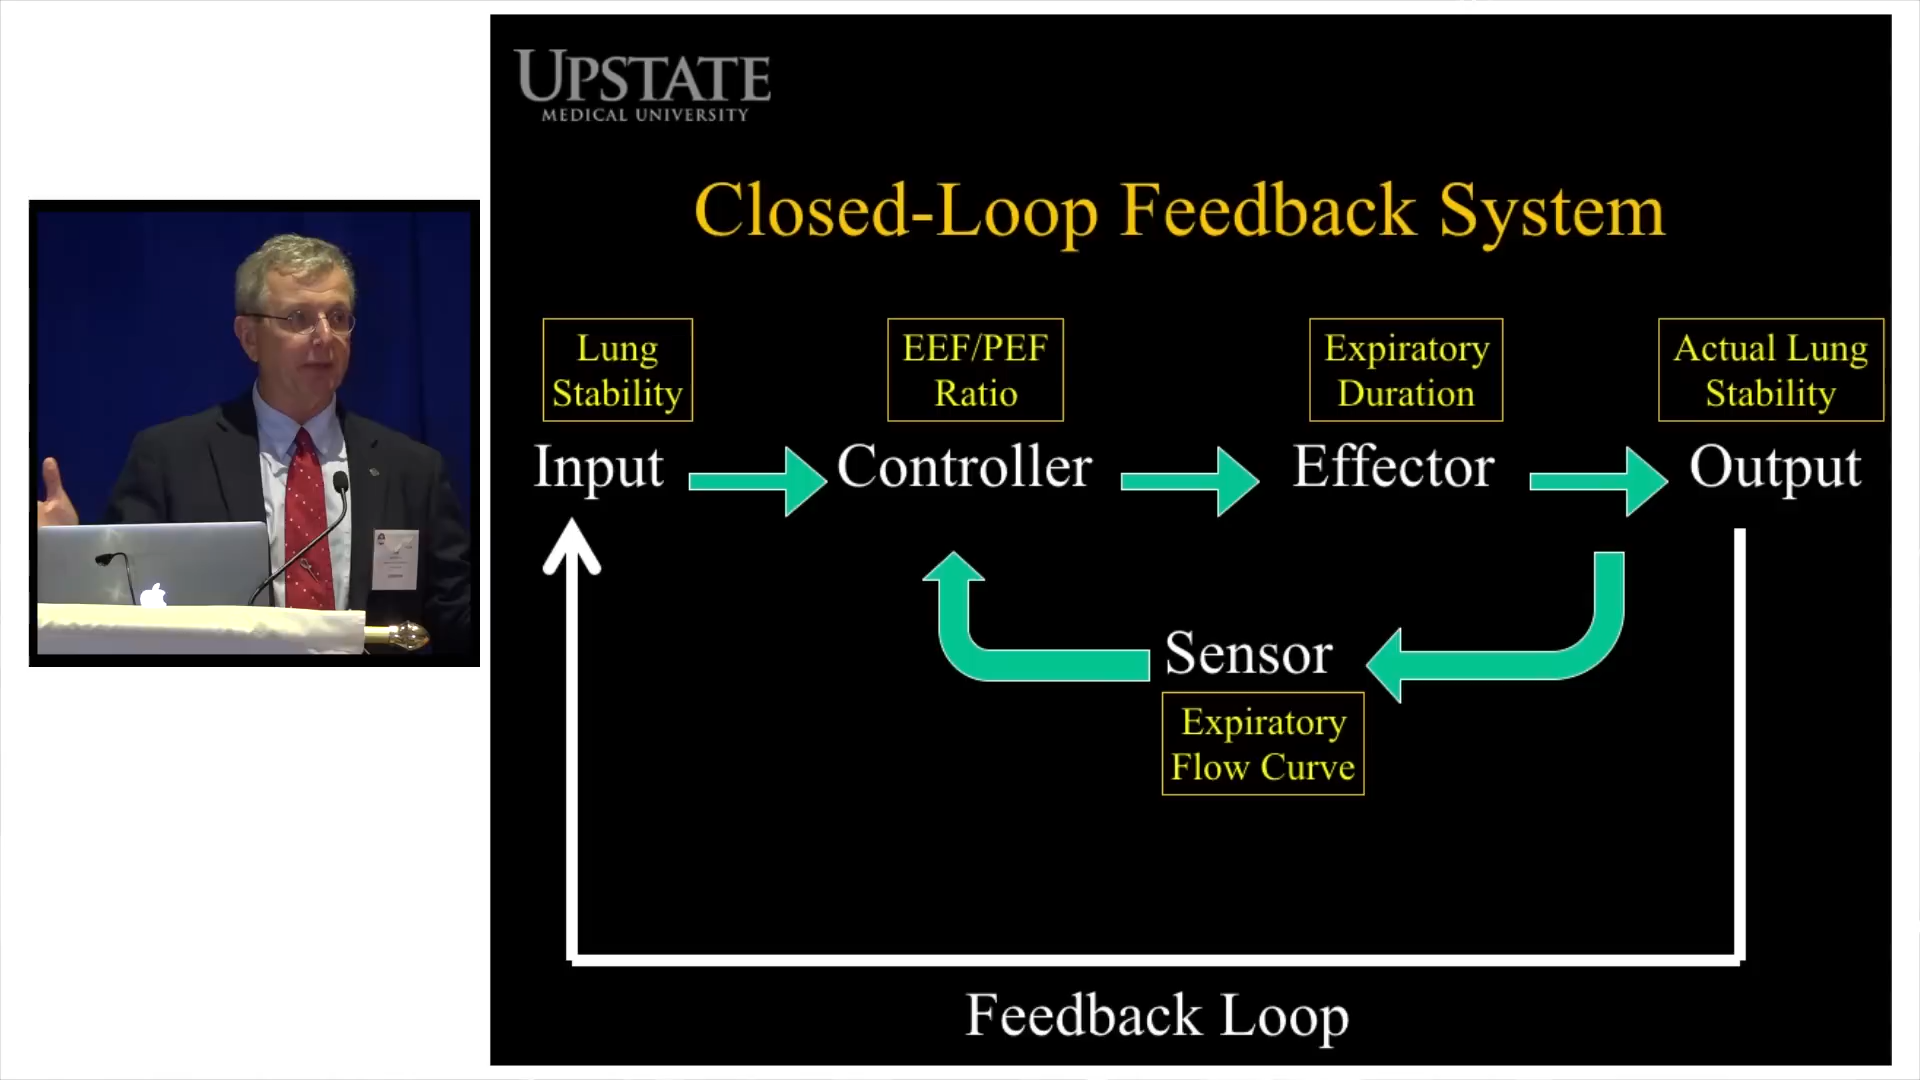 UPSTATE
MEDICAL UNIVERSITY
Closed-Loop Feedback System
Lung
Stability
EEF/PEF
Ratio
Expiratory
Duration
Actual Lung
Stability
Input
Controller
Effector
Output
Sensor
Expiratory
Flow Curve
Feedback Loop